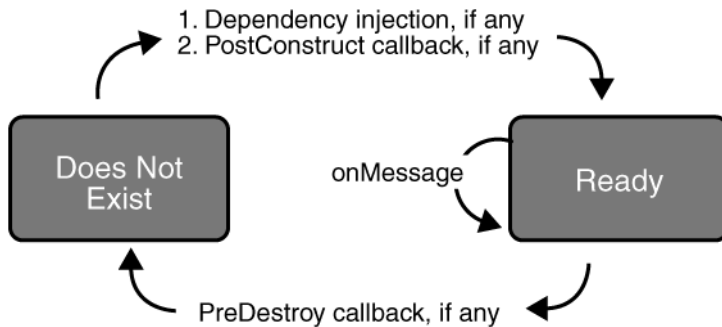 1. Dependency injection, if any
2. PostConstruct callback, if any
Does Not
Exist
onMessage
Ready
PreDestroy callback, if any